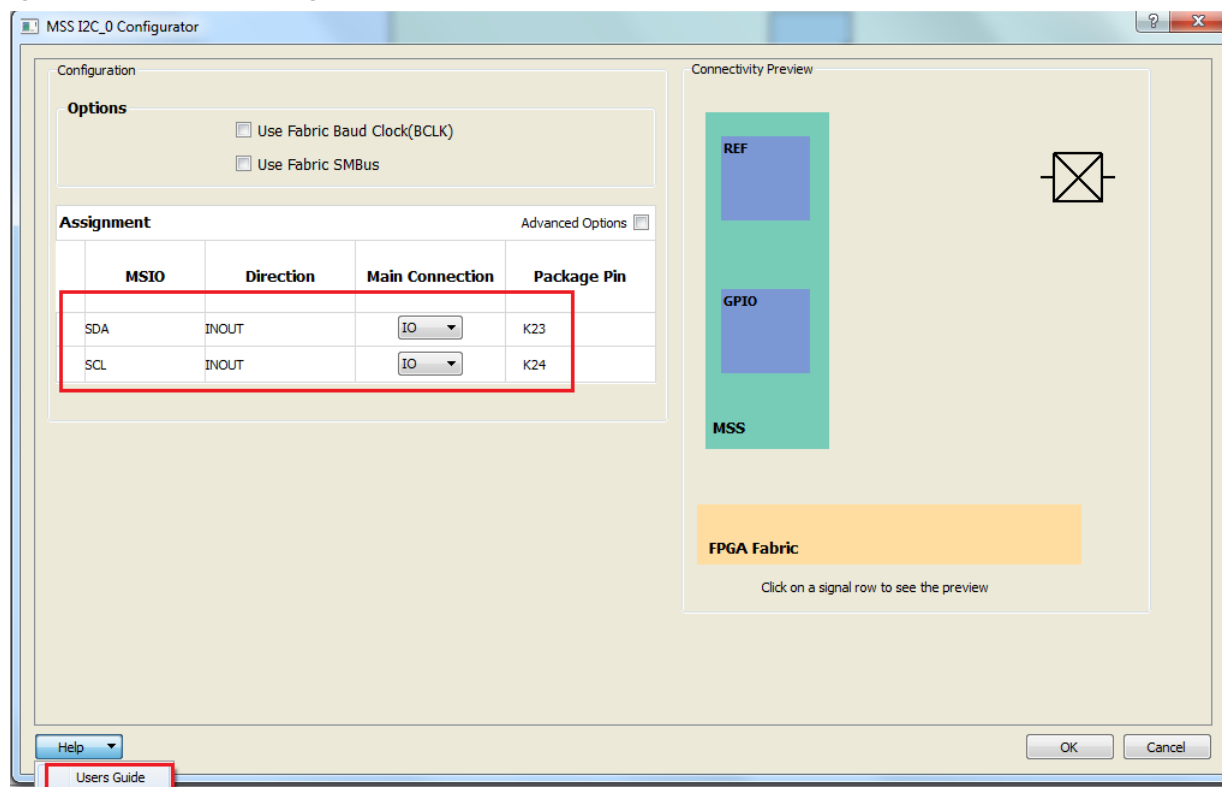 MSS I2C_0 Configurator
Configuration
Options
Use Fabric Baud Clock(BCLK)
Use Fabric SMBus
Assignment Advanced Options
MSIO Direction Main Connection Package Pin
SDA INOUT IO K23
SCL INOUT IO K24
Connectivity Preview
REF
GPIO
MSS
FPGA Fabric
Click on a signal row to see the preview
Help OK Cancel
Users Guide